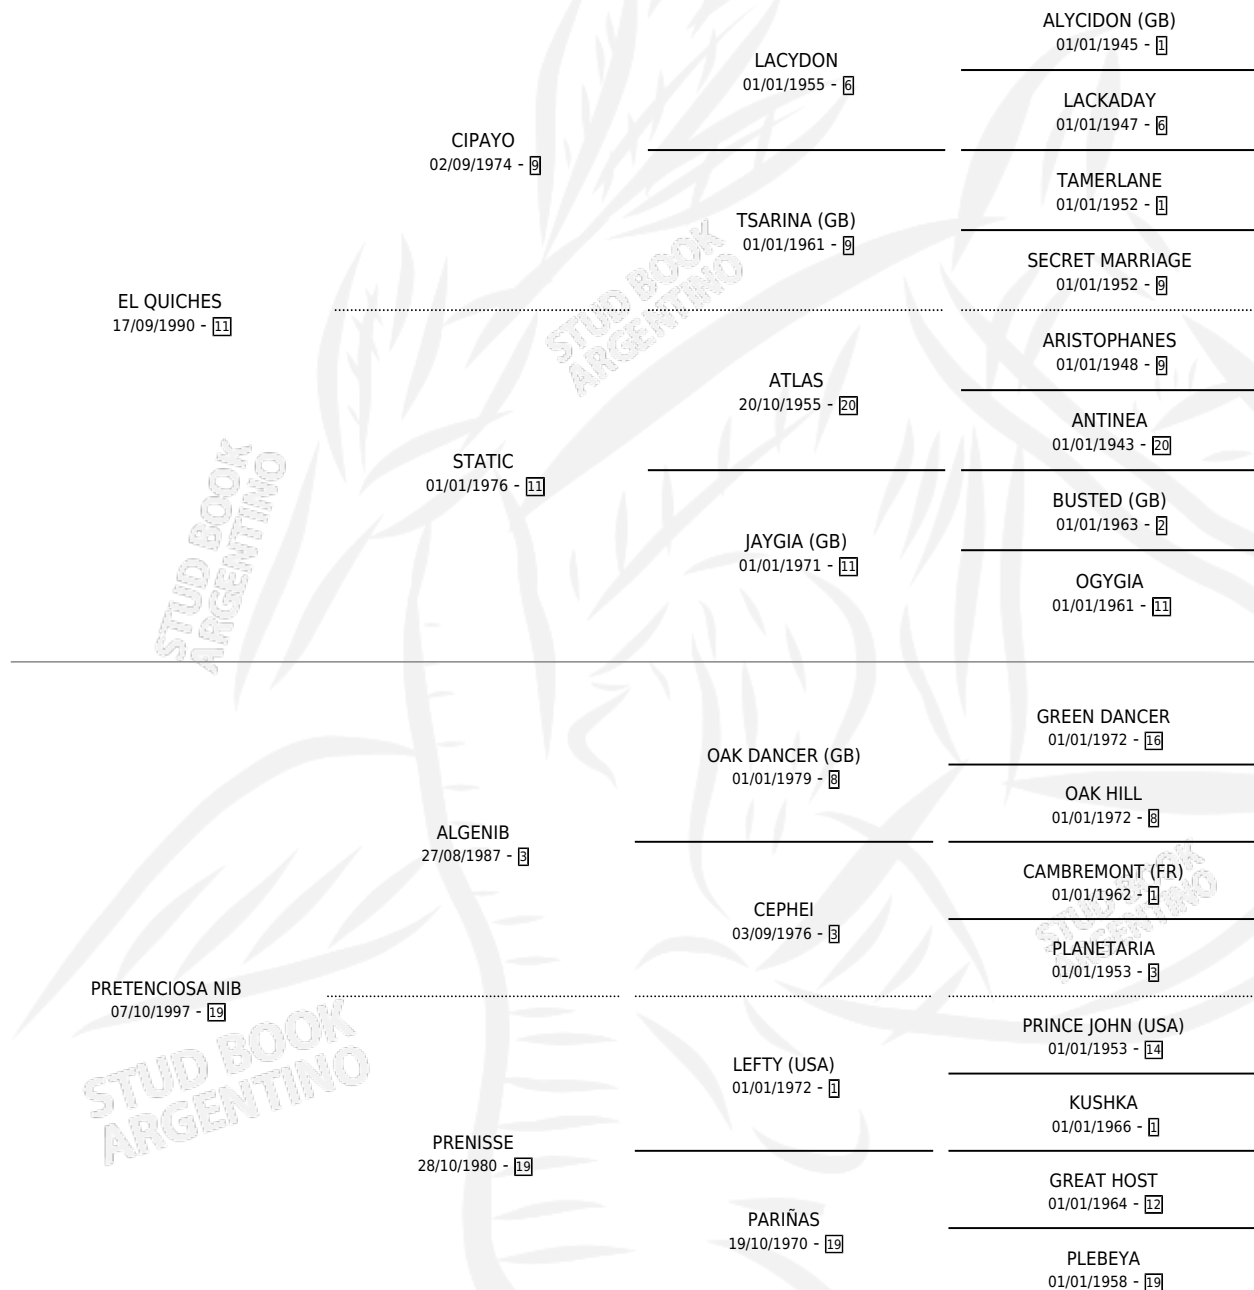 EL QUICHES
17/09/1990 - 11
CIPAYO
02/09/1974 - 9
STATIC
01/01/1976 - 11
LACYDON
01/01/1955 - 6
TSARINA (GB)
01/01/1961 - 9
ATLAS
20/10/1955 - 20
JAYGIA (GB)
01/01/1971 - 11
ALYCIDON (GB)
01/01/1945 - 1
LACKADAY
01/01/1947 - 6
TAMERLANE
01/01/1952 - 1
SECRET MARRIAGE
01/01/1952 - 9
ARISTOPHANES
01/01/1948 - 9
ANTINEA
01/01/1943 - 20
BUSTED (GB)
01/01/1963 - 2
OGYGIA
01/01/1961 - 11
PRETENCIOSA NIB
07/10/1997 - 19
ALGENIB
27/08/1987 - 3
PRENISSE
28/10/1980 - 19
OAK DANCER (GB)
01/01/1979 - 8
CEPHEI
03/09/1976 - 3
LEFTY (USA)
01/01/1972 - 1
PARIÑAS
19/10/1970 - 19
GREEN DANCER
01/01/1972 - 16
OAK HILL
01/01/1972 - 8
CAMBREMONT (FR)
01/01/1962 - 1
PLANETARIA
01/01/1953 - 3
PRINCE JOHN (USA)
01/01/1953 - 14
KUSHKA
01/01/1966 - 1
GREAT HOST
01/01/1964 - 12
PLEBEYA
01/01/1958 - 19
STUD BOOK
ARGENTINO
STUD BOOK
ARGENTINO
STUD BOOK
ARGENTINO
STUD BOOK
ARGENTINO